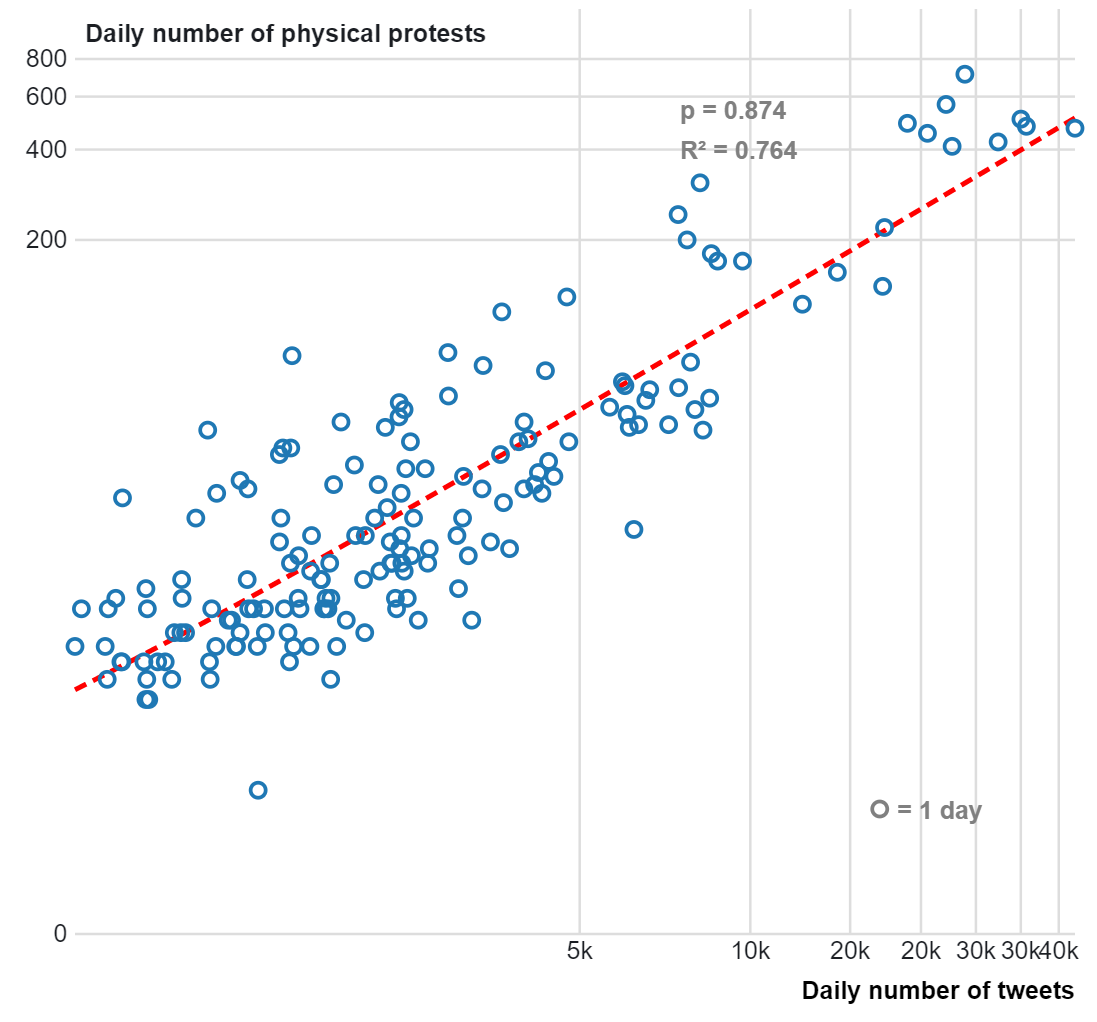 Daily number of physical protests
800
600
p = 0.874
R² = 0.764
400
200
= 1 day
0
5k
10k
20k
20k
30k
30k
40k
Daily number of tweets